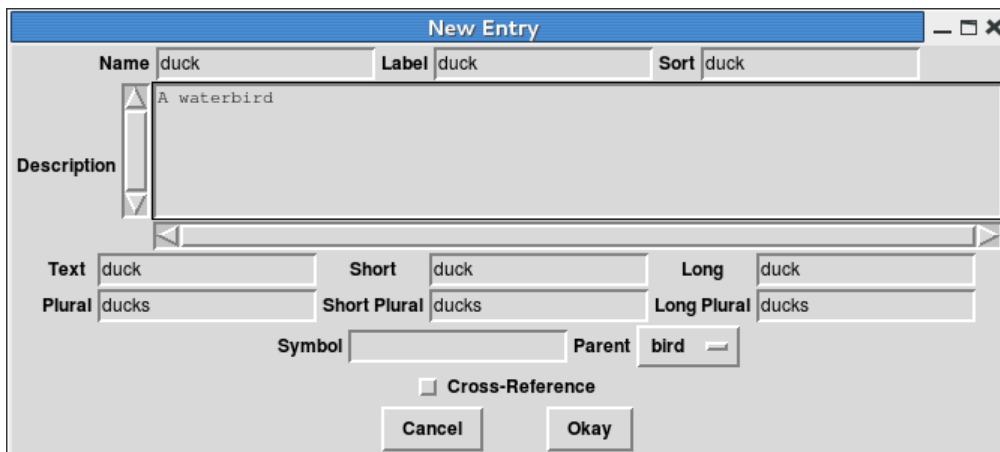 New Entry
Name duck Label duck Sort duck
A waterbird
Description
Text duck Short duck Long duck
Plural ducks Short Plural ducks Long Plural ducks
Symbol Parent bird
Cross-Reference
Cancel Okay